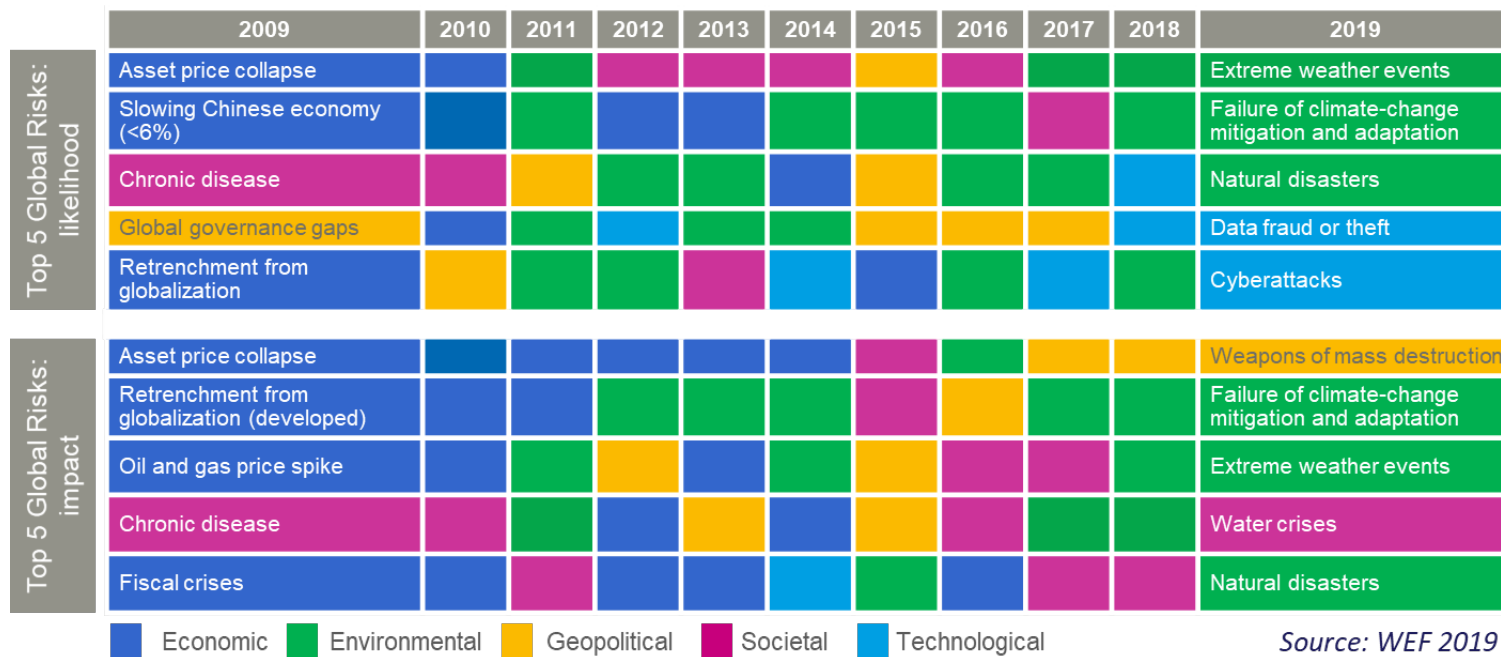 2009 2010 2011 2012 2013 2014 2015 2016 2017 2018 2019
Top 5 Global Risks:
likelihood
Asset price collapse
Extreme weather events
Slowing Chinese economy
(<6%)
Failure of climate-change
mitigation and adaptation
Chronic disease
Natural disasters
Global governance gaps
Data fraud or theft
Retrenchment from
globalization
Cyberattacks
Top 5 Global Risks:
impact
Asset price collapse
Weapons of mass destruction
Retrenchment from
globalization (developed)
Failure of climate-change
mitigation and adaptation
Oil and gas price spike
Extreme weather events
Chronic disease
Water crises
Fiscal crises
Natural disasters
Economic Environmental Geopolitical Societal Technological
Source: WEF 2019